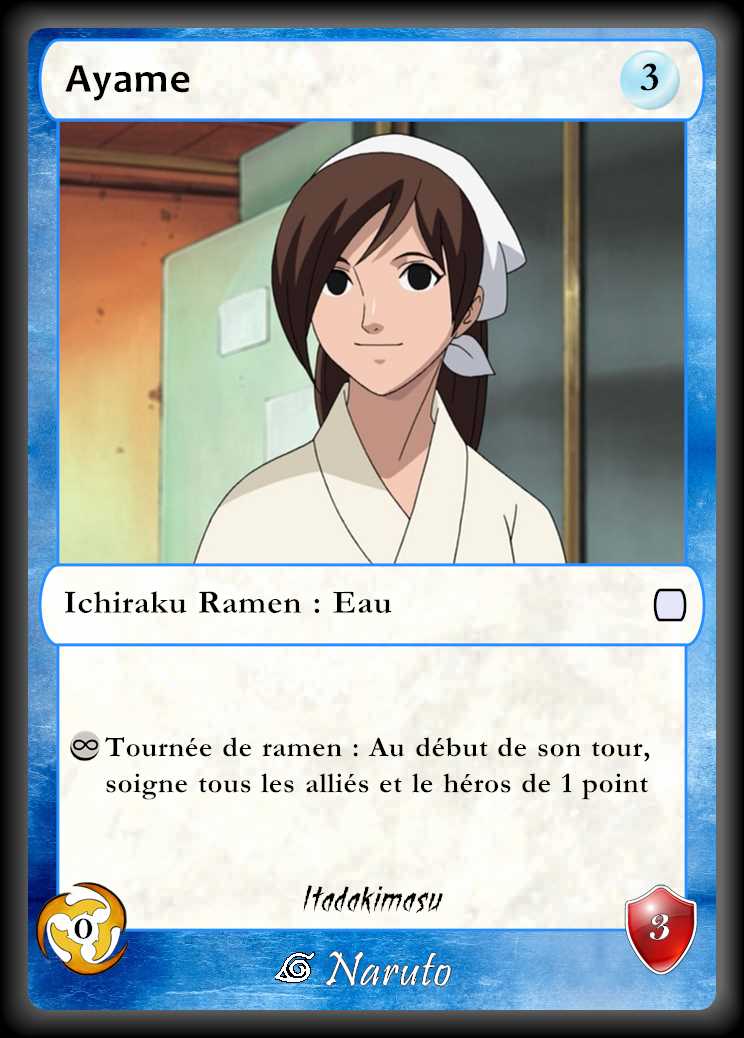 Ayame
3
Ichiraku Ramen : Eau
∞ Tournée de ramen : Au début de son tour,
soigne tous les alliés et le héros de 1 point
Itadakimasu
0
3
Naruto